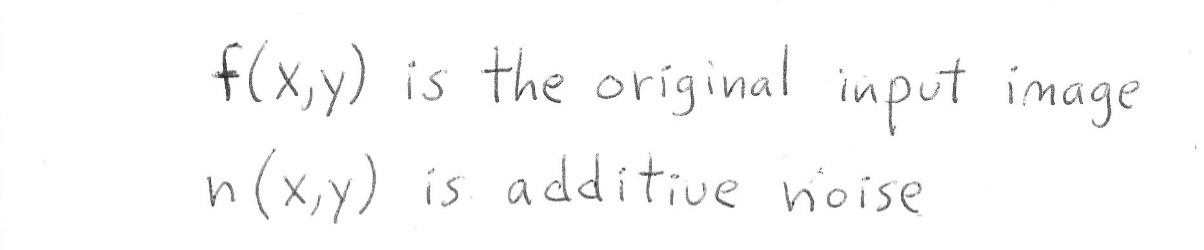 f(x,y) is the original input image
n(x,y) is additive noise